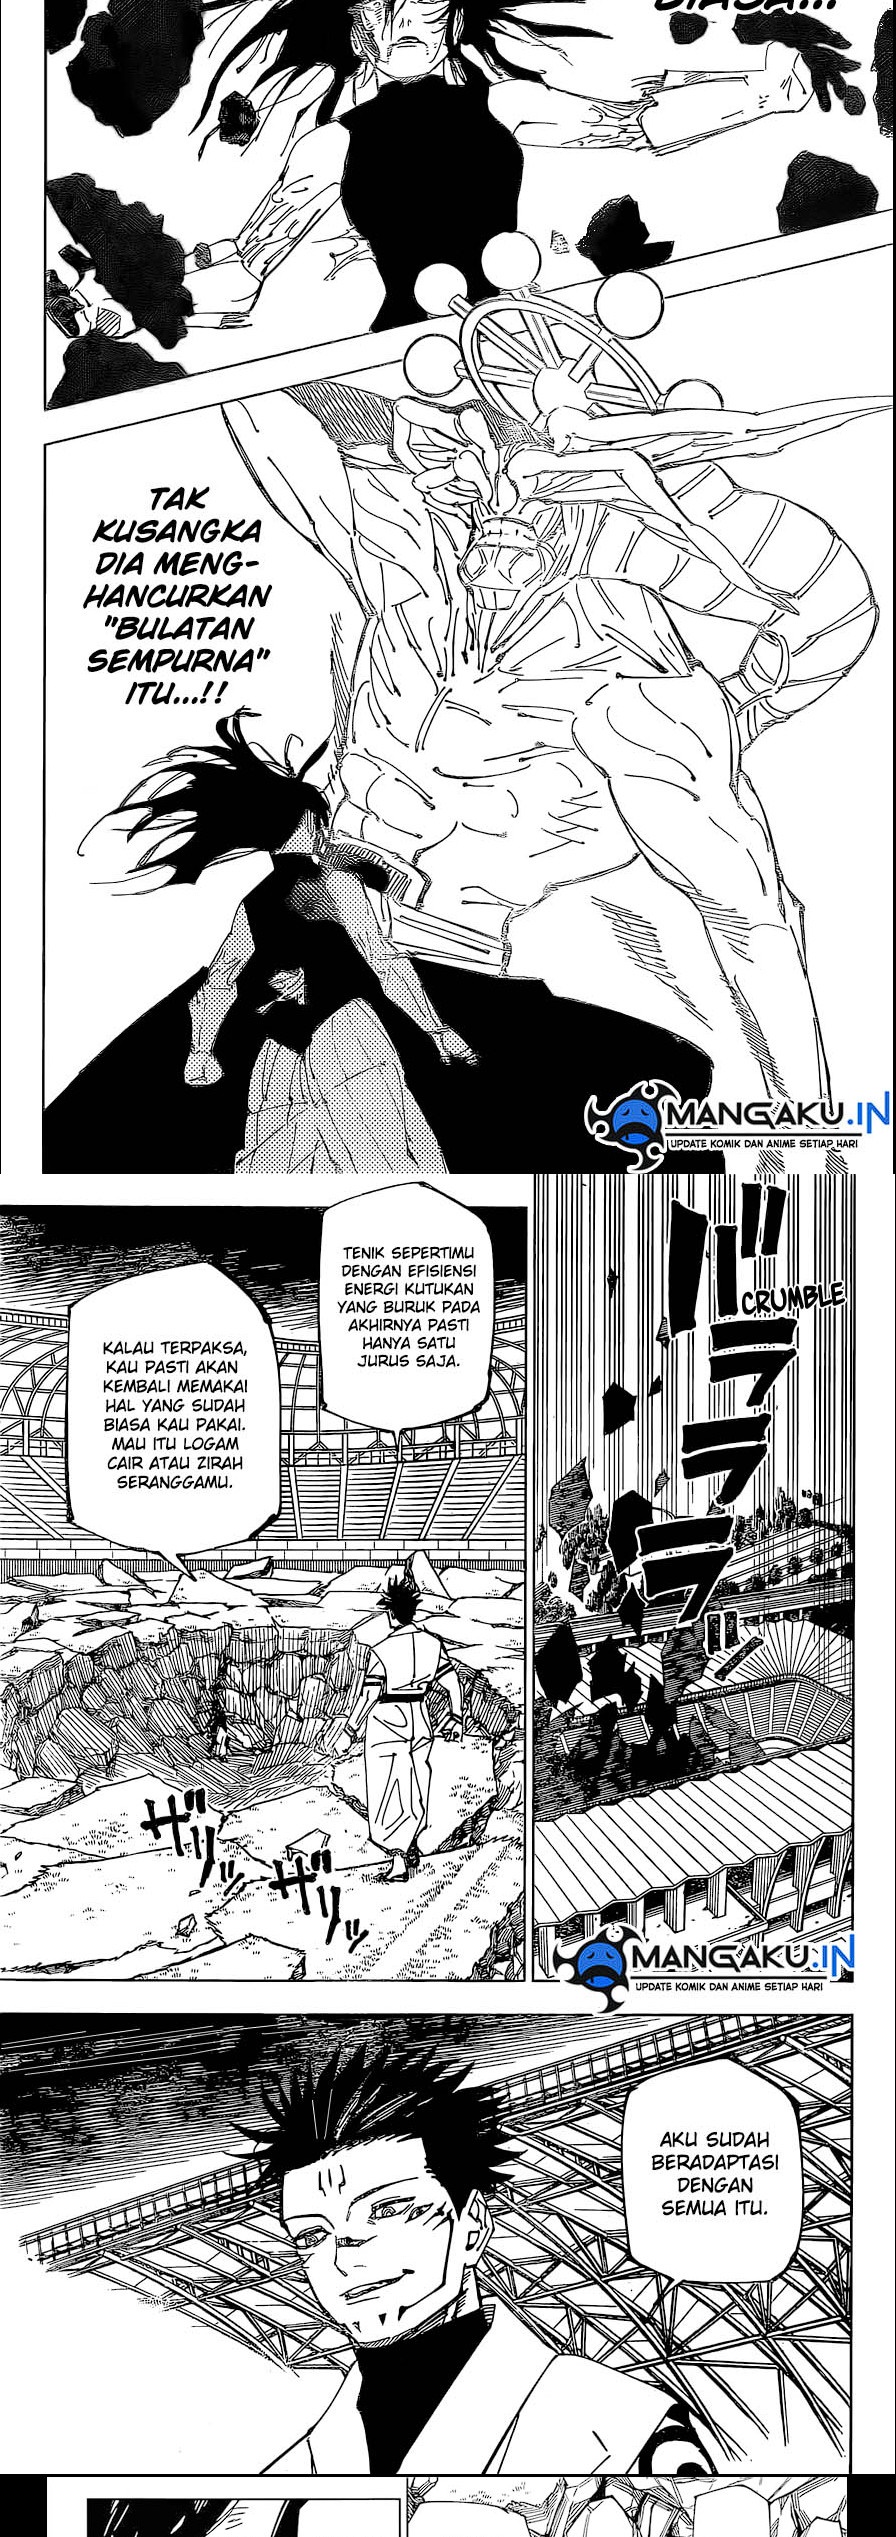 BIASA...
TAK
KUSANGKA
DIA MENG-
HANCURKAN
"BULATAN
SEMPURNA"
ITU...!!
MANGAKU.IN
UPDATE KOMIK DAN ANIME SETIAP HARI
CRUMBLE
ガラララ
TENIK SEPERTIMU
DENGAN EFISIENSI
ENERGI KUTUKAN
YANG BURUK PADA
AKHIRNYA PASTI
HANYA SATU
JURUS SAJA.
KALAU TERPAKSA,
KAU PASTI AKAN
KEMBALI MEMAKAI
HAL YANG SUDAH
BIASA KAU PAKAI.
MAU ITU LOGAM
CAIR ATAU ZIRAH
SERANGGAMU.
ザッ
ザッ
MANGAKU.IN
UPDATE KOMIK DAN ANIME SETIAP HARI
AKU SUDAH
BERADAPTASI
DENGAN
SEMUA ITU.